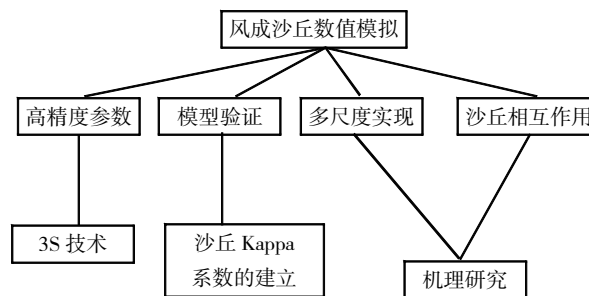 风成沙丘数值模拟
高精度参数
模型验证
多尺度实现
沙丘相互作用
3S 技术
沙丘 Kappa
系数的建立
机理研究